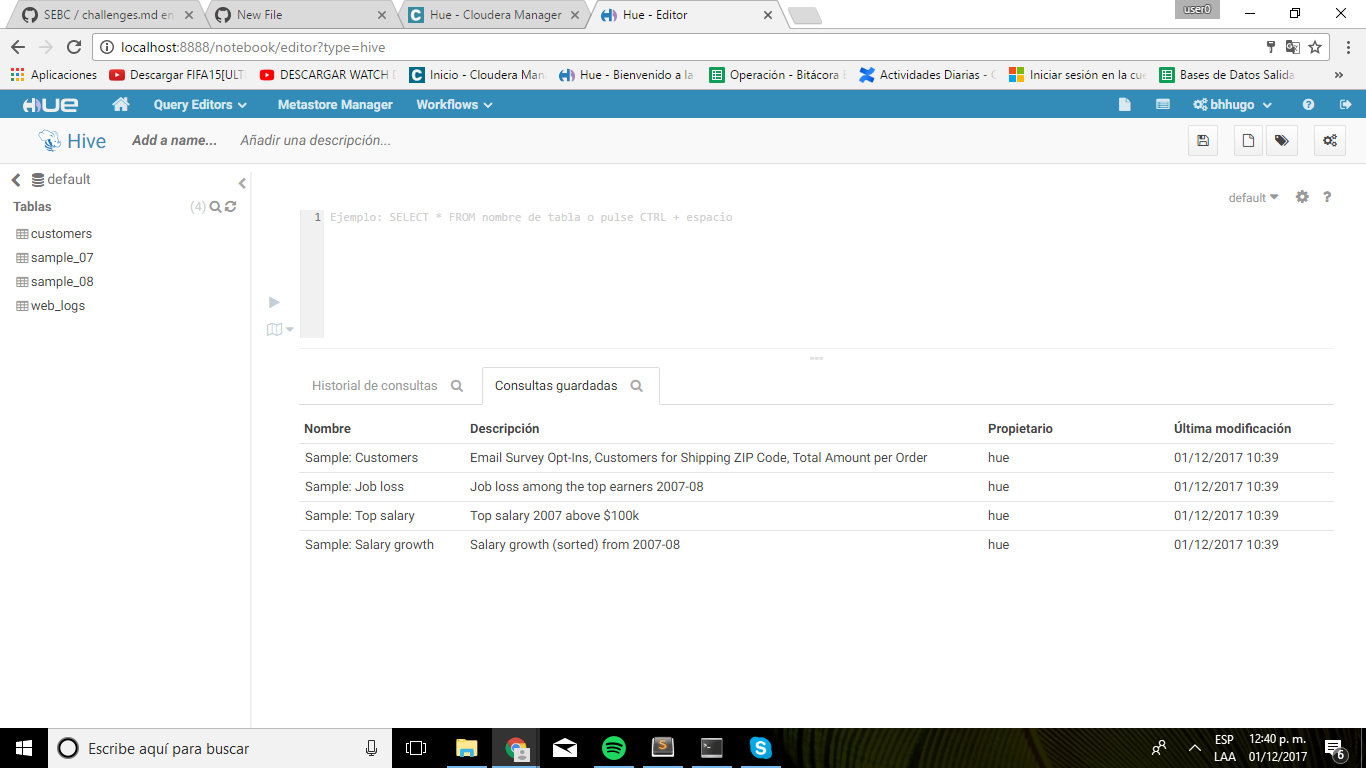 user0
SEBC / challenges.md en
New File
Hue - Cloudera Manager
Hue - Editor
localhost:8888/notebook/editor?type=hive
Aplicaciones
Descargar FIFA15[ULT
DESCARGAR WATCH
Inicio - Cloudera Man
Hue - Bienvenido a la
Operación - Bitácora
Actividades Diarias -
Iniciar sesión en la cue
Bases de Datos Salida
»
HUE
Query Editors
Metastore Manager
Workflows
bhhugo
Hive
Add a name...
Añadir una descripción...
default
Tablas
(4)
customers
sample_07
sample_08
web_logs
default
?
1 Ejemplo: SELECT * FROM nombre de tabla o pulse CTRL + espacio
Historial de consultas
Consultas guardadas
Nombre Descripción Propietario Última modificación
Sample: Customers Email Survey Opt-Ins, Customers for Shipping ZIP Code, Total Amount per Order hue 01/12/2017 10:39
Sample: Job loss Job loss among the top earners 2007-08 hue 01/12/2017 10:39
Sample: Top salary Top salary 2007 above $100k hue 01/12/2017 10:39
Sample: Salary growth Salary growth (sorted) from 2007-08 hue 01/12/2017 10:39
Escribe aquí para buscar
ESP
LAA
12:40 p. m.
01/12/2017
6